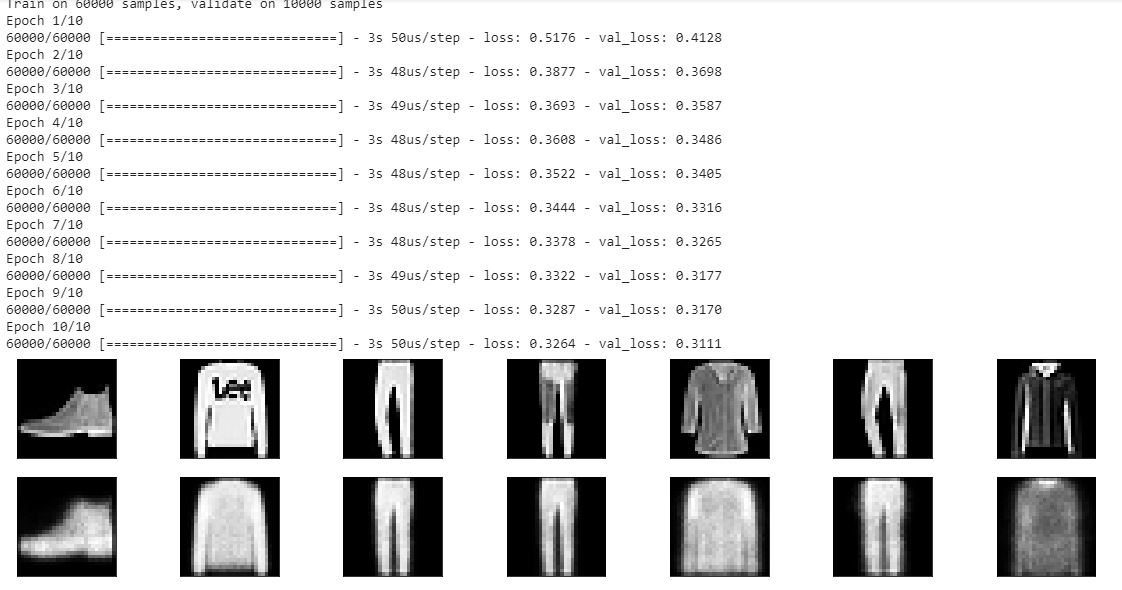 Train on 60000 samples, validate on 10000 samples
Epoch 1/10
60000/60000 [==============================] - 3s 50us/step - loss: 0.5176 - val_loss: 0.4128
Epoch 2/10
60000/60000 [==============================] - 3s 48us/step - loss: 0.3877 - val_loss: 0.3698
Epoch 3/10
60000/60000 [==============================] - 3s 49us/step - loss: 0.3693 - val_loss: 0.3587
Epoch 4/10
60000/60000 [==============================] - 3s 48us/step - loss: 0.3608 - val_loss: 0.3486
Epoch 5/10
60000/60000 [==============================] - 3s 48us/step - loss: 0.3522 - val_loss: 0.3405
Epoch 6/10
60000/60000 [==============================] - 3s 48us/step - loss: 0.3444 - val_loss: 0.3316
Epoch 7/10
60000/60000 [==============================] - 3s 48us/step - loss: 0.3378 - val_loss: 0.3265
Epoch 8/10
60000/60000 [==============================] - 3s 49us/step - loss: 0.3322 - val_loss: 0.3177
Epoch 9/10
60000/60000 [==============================] - 3s 50us/step - loss: 0.3287 - val_loss: 0.3170
Epoch 10/10
60000/60000 [==============================] - 3s 50us/step - loss: 0.3264 - val_loss: 0.3111
Lee